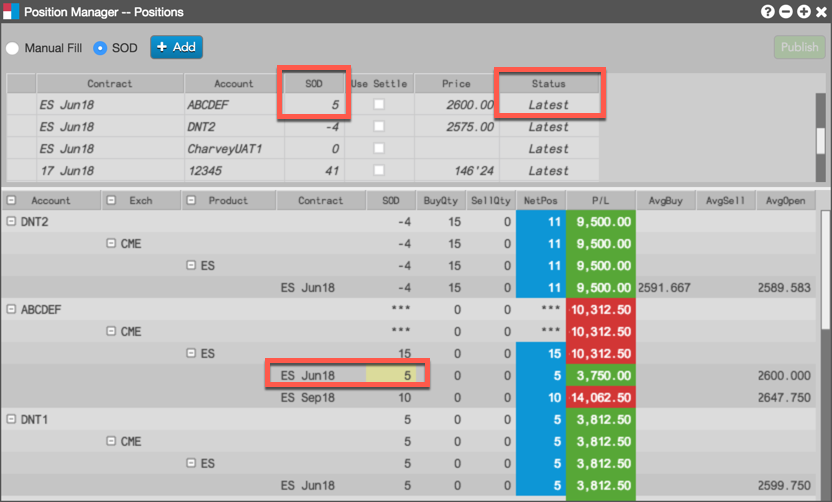 Position Manager -- Positions
Manual Fill SOD + Add Publish
Contract Account SOD Use Settle Price Status
ES Jun18 ABCDEF 5 2600.00 Latest
ES Jun18 DNT2 -4 2575.00 Latest
ES Jun18 CharveyUAT1 0 Latest
17 Jun18 12345 41 146'24 Latest
Account Exch Product Contract SOD BuyQty SellQty NetPos P/L AvgBuy AvgSell AvgOpen
DNT2 -4 15 0 11 9,500.00
CME -4 15 0 11 9,500.00
ES -4 15 0 11 9,500.00
ES Jun18 -4 15 0 11 9,500.00 2591.667 2589.583
ABCDEF *** 0 0 *** 10,312.50
CME *** 0 0 *** 10,312.50
ES 15 0 0 15 10,312.50
ES Jun18 5 0 0 5 3,750.00 2600.000
ES Sep18 10 0 0 10 14,062.50 2647.750
DNT1 5 0 0 5 3,812.50
CME 5 0 0 5 3,812.50
ES 5 0 0 5 3,812.50
ES Jun18 5 0 0 5 3,812.50 2599.750